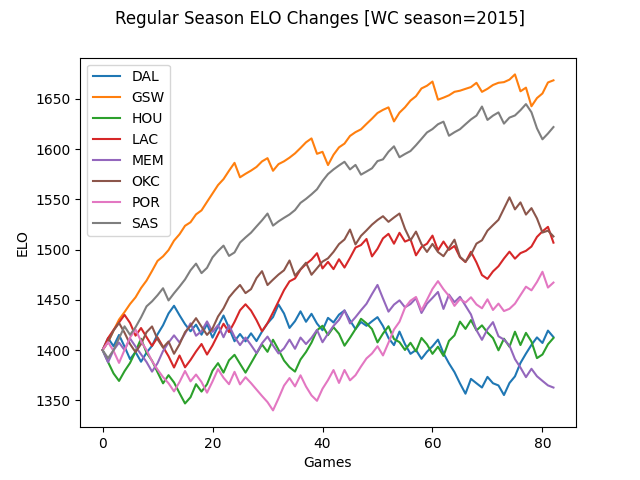 Regular Season ELO Changes [WC season=2015]
DAL
GSW
HOU
LAC
MEM
OKC
POR
SAS
ELO
1650
1600
1550
1500
1450
1400
1350
0 20 40 60 80
Games